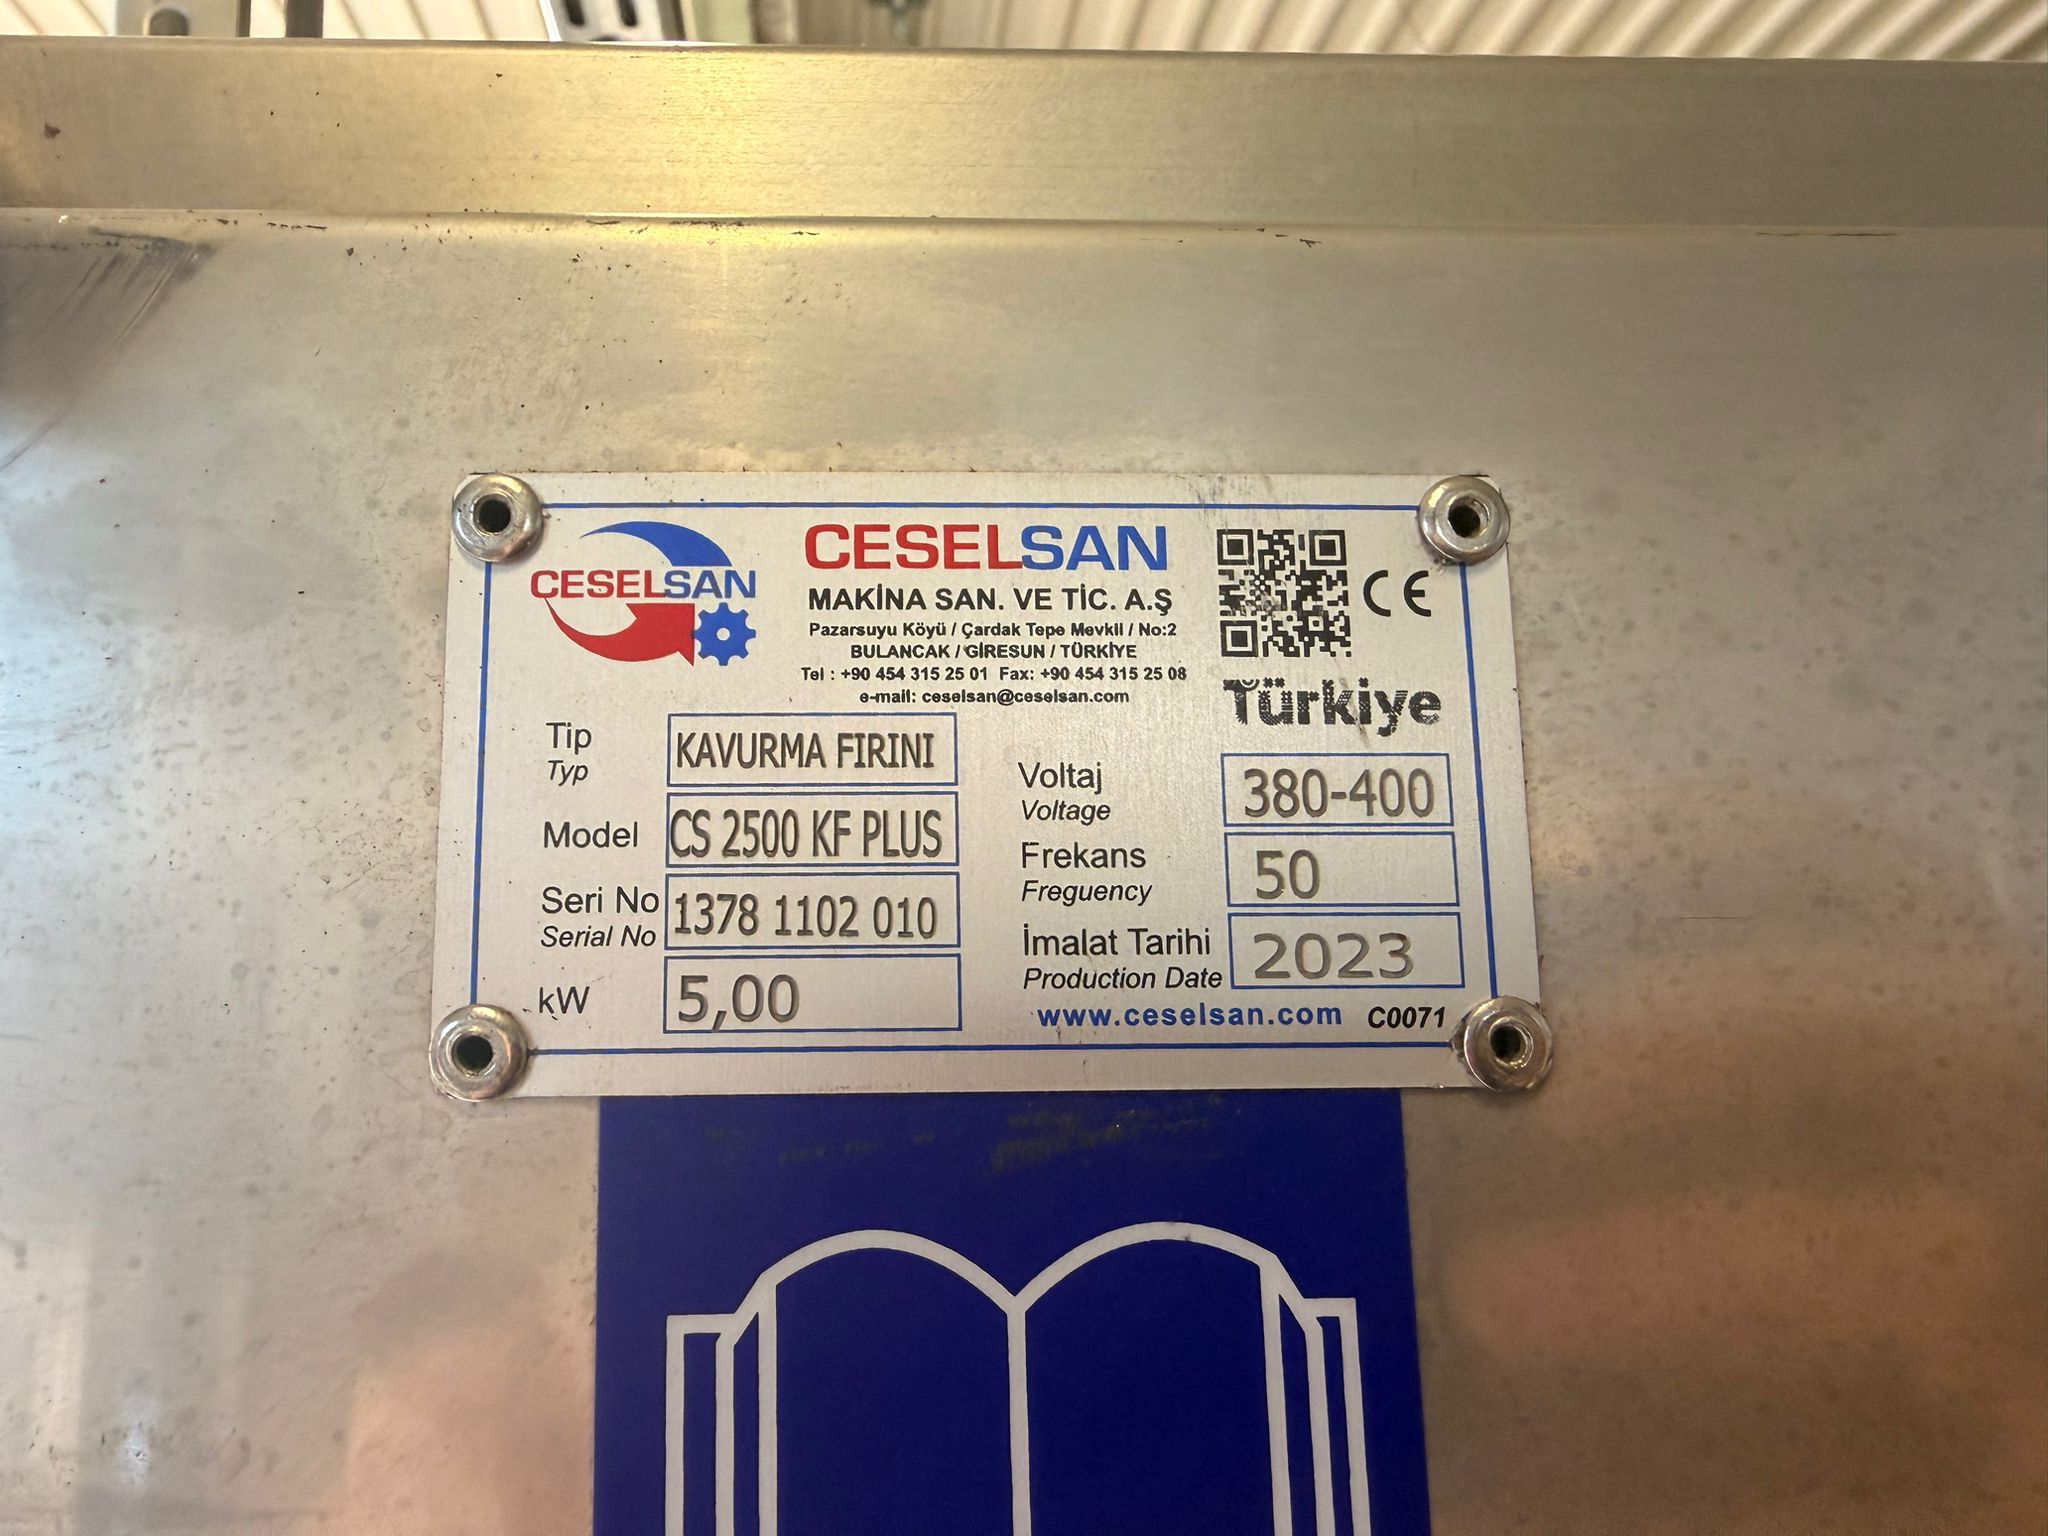 CESELSAN
CESELSAN
MAKİNA SAN. VE TİC. A.Ş
Pazarsuyu Köyü / Çardak Tepe Mevkii / No:2
BULANCAK / GİRESUN / TÜRKİYE
Tel : +90 454 315 25 01 Fax: +90 454 315 25 08
e-mail: ceselsan@ceselsan.com
CE
Türkiye
Tip
Typ
KAVURMA FIRINI
Model
CS 2500 KF PLUS
Seri No
Serial No
1378 1102 010
kW
5,00
Voltaj
Voltage
380-400
Frekans
Freguency
50
İmalat Tarihi
Production Date
2023
www.ceselsan.com C0071